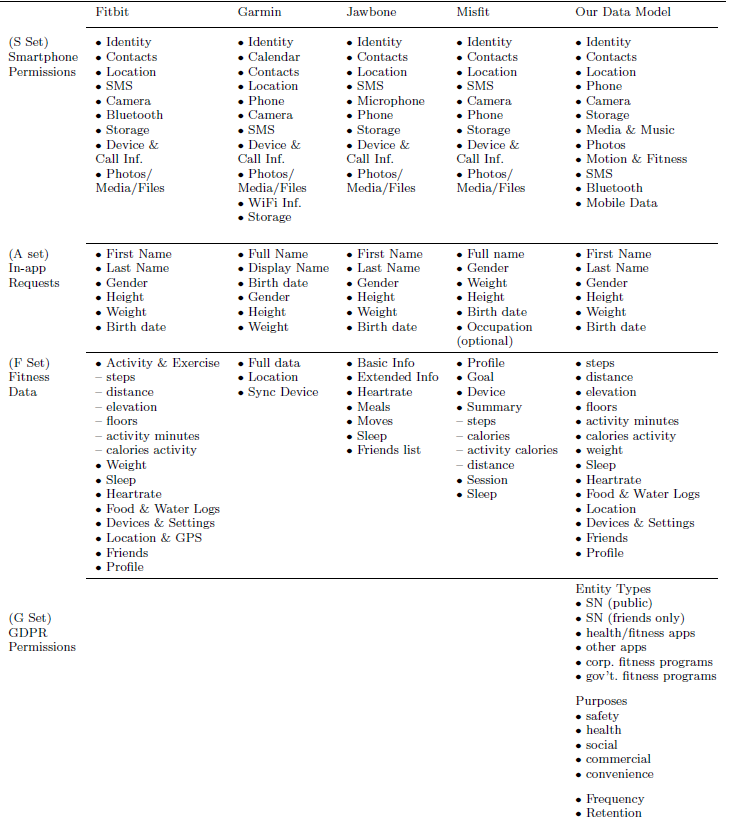 Fitbit Garmin Jawbone Misfit Our Data Model
(S Set) • Identity • Identity • Identity • Identity • Identity
Smartphone • Contacts • Calendar • Contacts • Contacts • Contacts
Permissions • Location • Contacts • Location • Location • Location
• SMS • Location • SMS • SMS • Phone
• Camera • Phone • Microphone • Camera • Camera
• Bluetooth • Camera • Phone • Phone • Storage
• Storage • SMS • Storage • Storage • Media & Music
• Device & • Device & • Device & • Device & • Photos
Call Inf. Call Inf. Call Inf. Call Inf. • Motion & Fitness
• Photos/ • Photos/ • Photos/ • Photos/ • SMS
Media/Files Media/Files Media/Files Media/Files • Bluetooth
• WiFi Inf. • Mobile Data
• Storage
(A set) • First Name • Full Name • First Name • Full name • First Name
In-app • Last Name • Display Name • Last Name • Gender • Last Name
Requests • Gender • Birth date • Gender • Weight • Gender
• Height • Gender • Height • Height • Height
• Weight • Height • Weight • Birth date • Weight
• Birth date • Weight • Birth date • Occupation • Birth date
(optional)
(F Set) • Activity & Exercise • Full data • Basic Info • Profile • steps
Fitness – steps • Location • Extended Info • Goal • distance
Data – distance • Sync Device • Heartrate • Device • elevation
– elevation • Meals • Summary • floors
– floors • Moves – steps • activity minutes
– activity minutes • Sleep – calories • calories activity
– calories activity • Friends list – activity calories • weight
• Weight – distance • Sleep
• Sleep • Session • Heartrate
• Heartrate • Sleep • Food & Water Logs
• Food & Water Logs • Location
• Devices & Settings • Devices & Settings
• Location & GPS • Friends
• Friends • Profile
• Profile
Entity Types
• SN (public)
(G Set) • SN (friends only)
GDPR • health/fitness apps
Permissions • other apps
• corp. fitness programs
• gov't. fitness programs
Purposes
• safety
• health
• social
• commercial
• convenience
• Frequency
• Retention